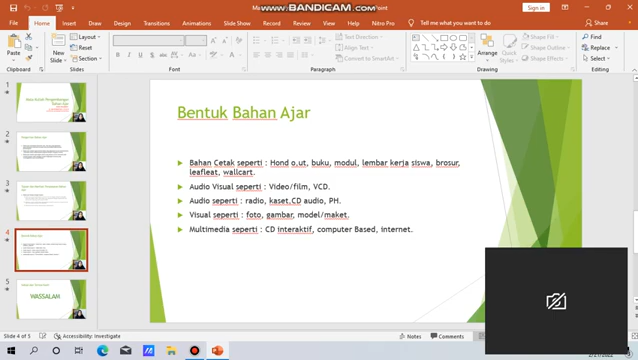 WWW.BANDICAM.COM
Sign in
File Home Insert Draw Design Transitions Animations Slide Show Record Review View Help Nitro Pro Tell me what you want to do Share
Paste
New Slide
Layout
Reset
Section
Text Direction
Align Text
Convert to SmartArt
Arrange
Quick Styles
Shape Fill
Shape Outline
Shape Effects
Find
Replace
Select
Clipboard Slides Font Paragraph Drawing Editing
1
2
3
4
5
WASSALAM
Bentuk Bahan Ajar
Bahan Cetak seperti : Hond o,ut, buku, modul, lembar kerja siswa, brosur,
leafleat, wallcart.
Audio Visual seperti : Video/film, VCD.
Audio seperti : radio, kaset.CD audio, PH.
Visual seperti : foto, gambar, model/maket.
Multimedia seperti : CD interaktif, computer Based, internet.
Slide 4 of 5 Accessibility: Investigate Notes Comments